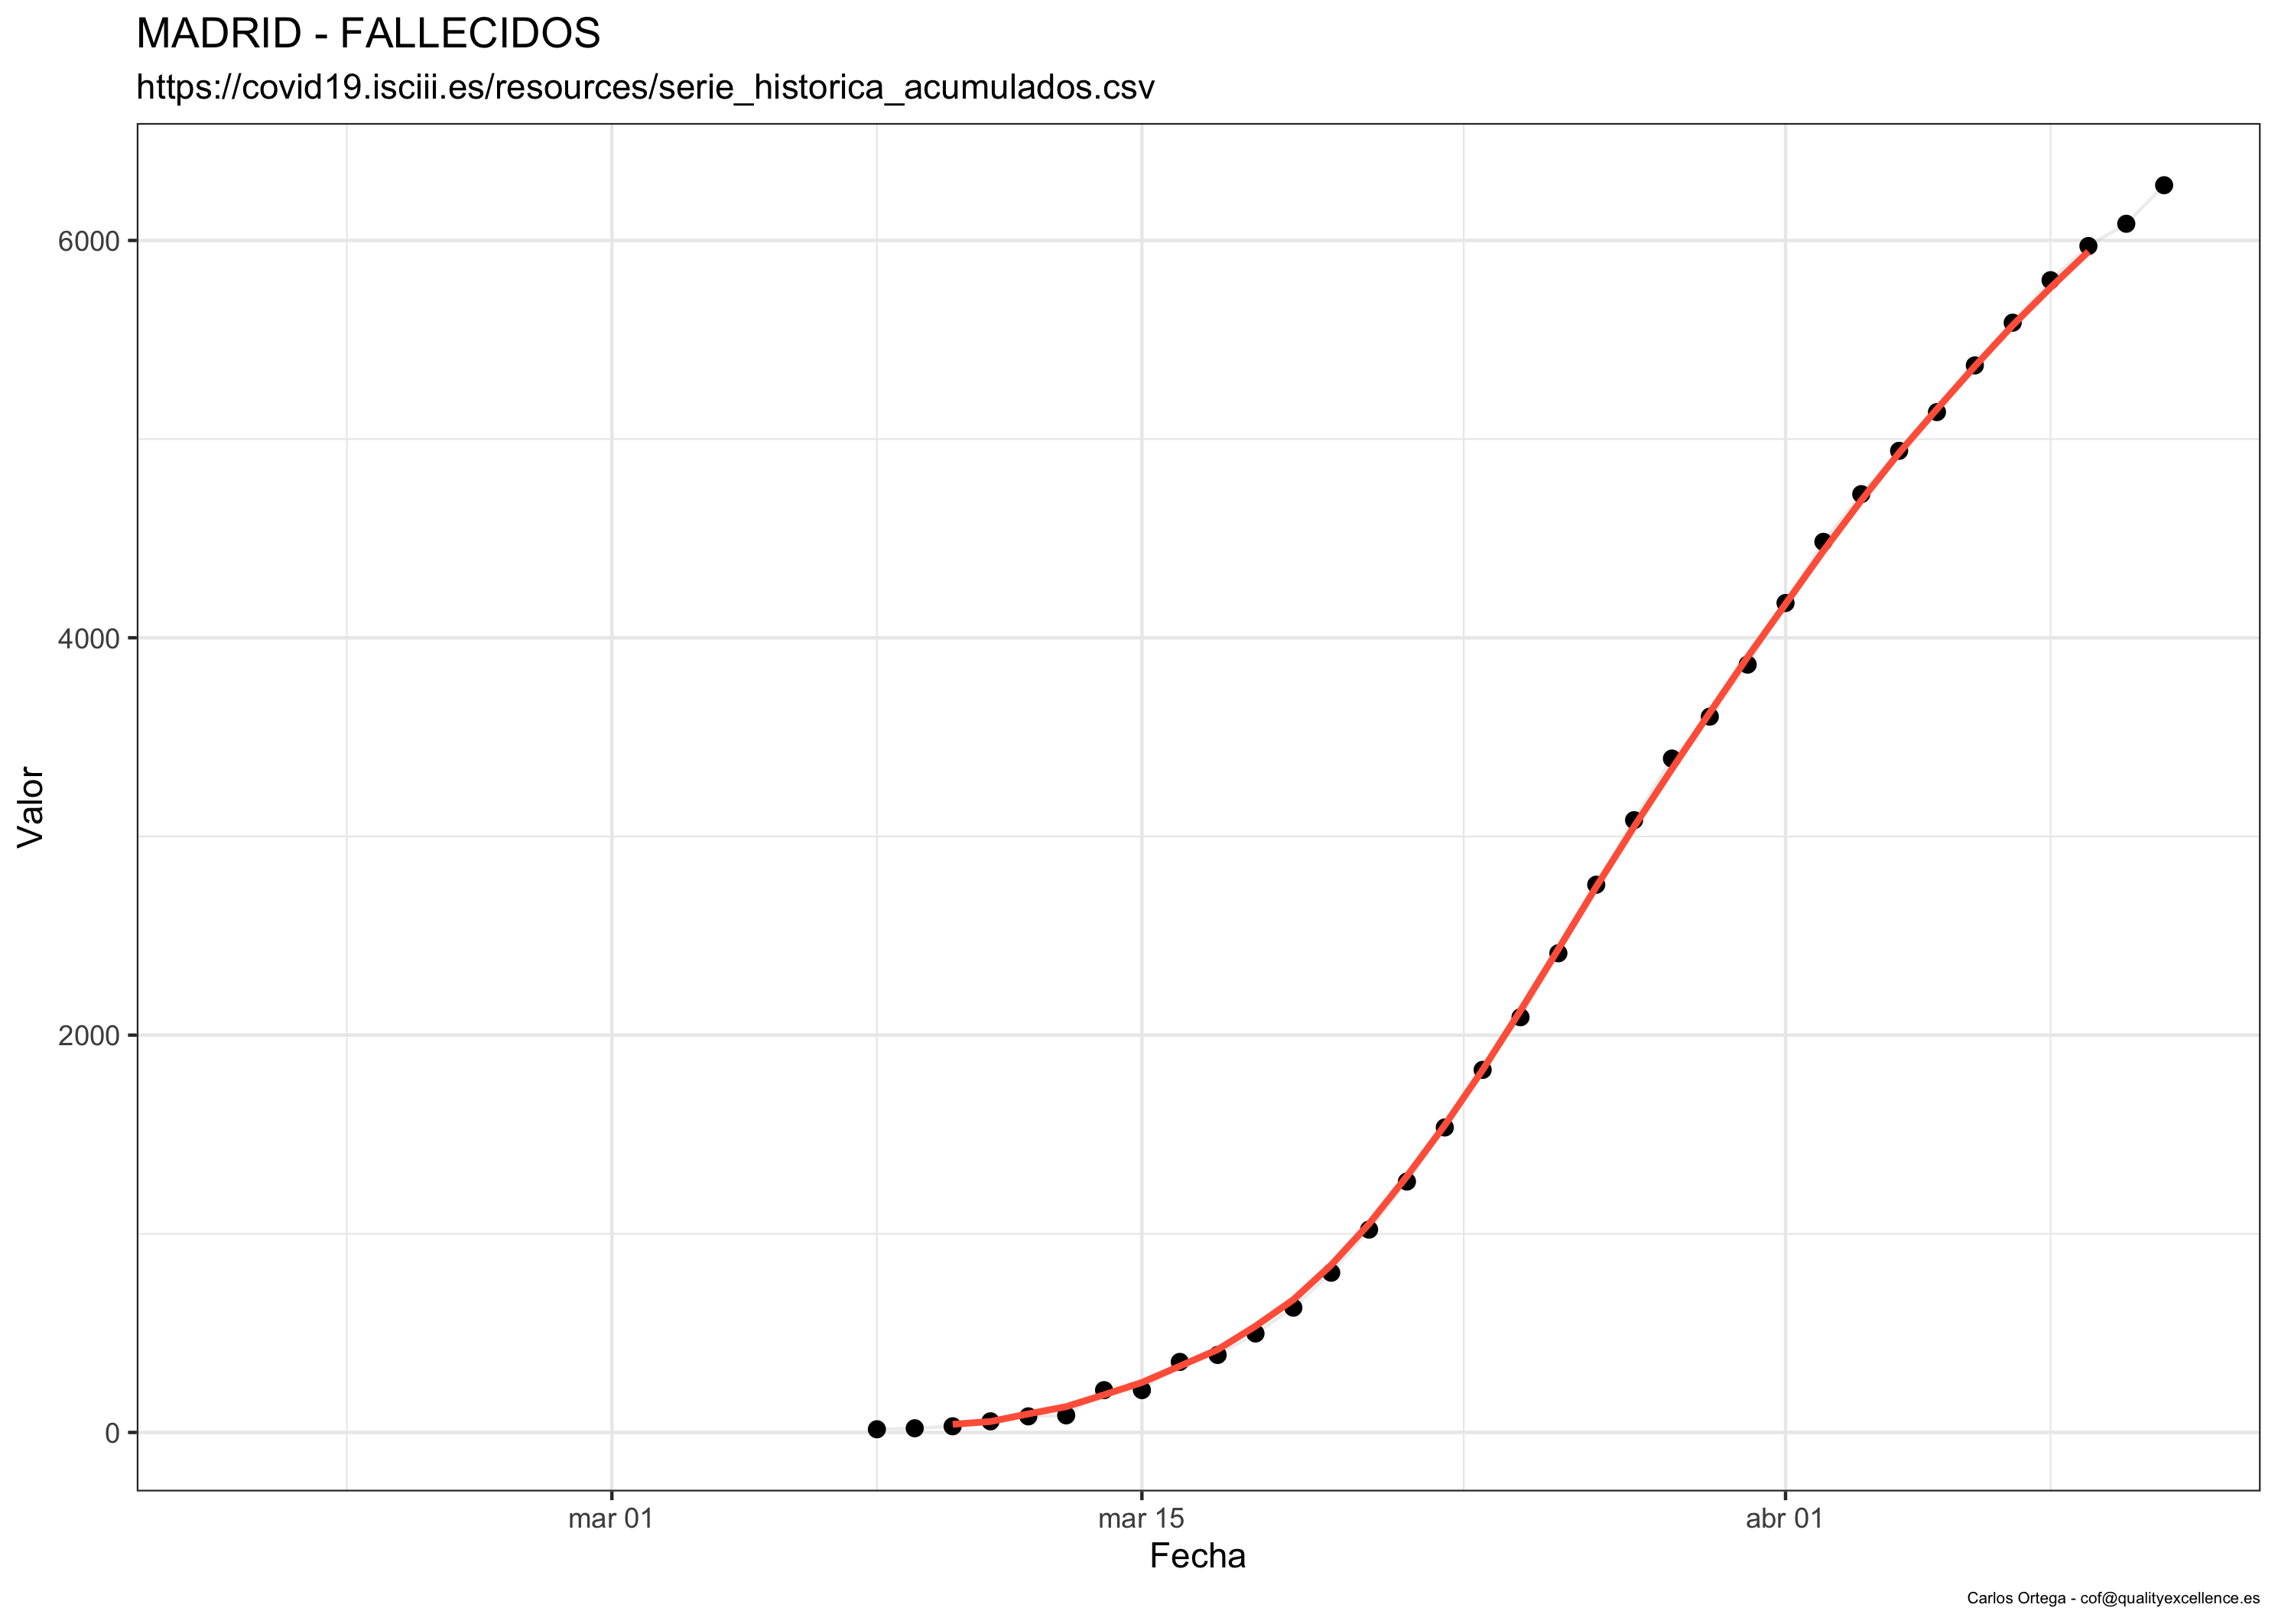 MADRID - FALLECIDOS
https://covid19.isciii.es/resources/serie_historica_acumulados.csv
Valor
6000
4000
2000
0
mar 01
mar 15
abr 01
Fecha
Carlos Ortega - cof@qualityexcellence.es